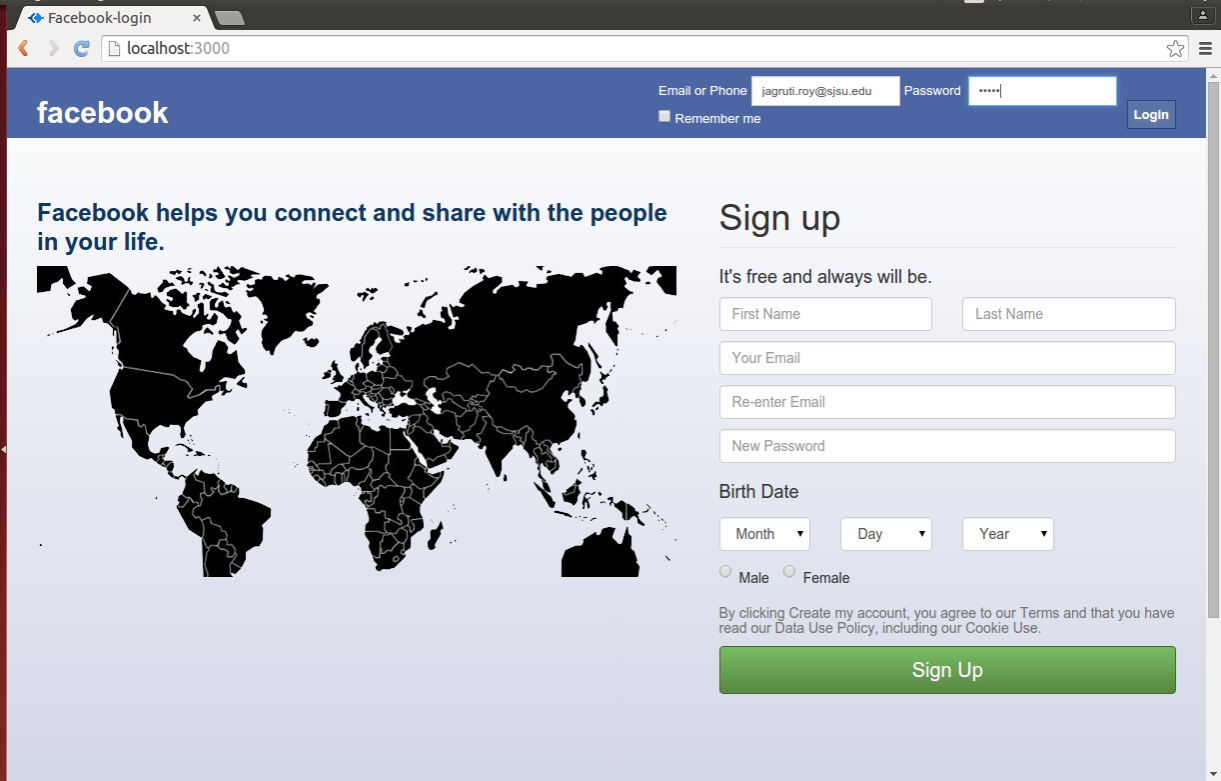 Facebook-login
localhost:3000
facebook
Email or Phone jagruti.roy@sjsu.edu Password •••••
Remember me
Login
Facebook helps you connect and share with the people
in your life.
Sign up
It's free and always will be.
First Name Last Name
Your Email
Re-enter Email
New Password
Birth Date
Month Day Year
Male Female
By clicking Create my account, you agree to our Terms and that you have
read our Data Use Policy, including our Cookie Use.
Sign Up